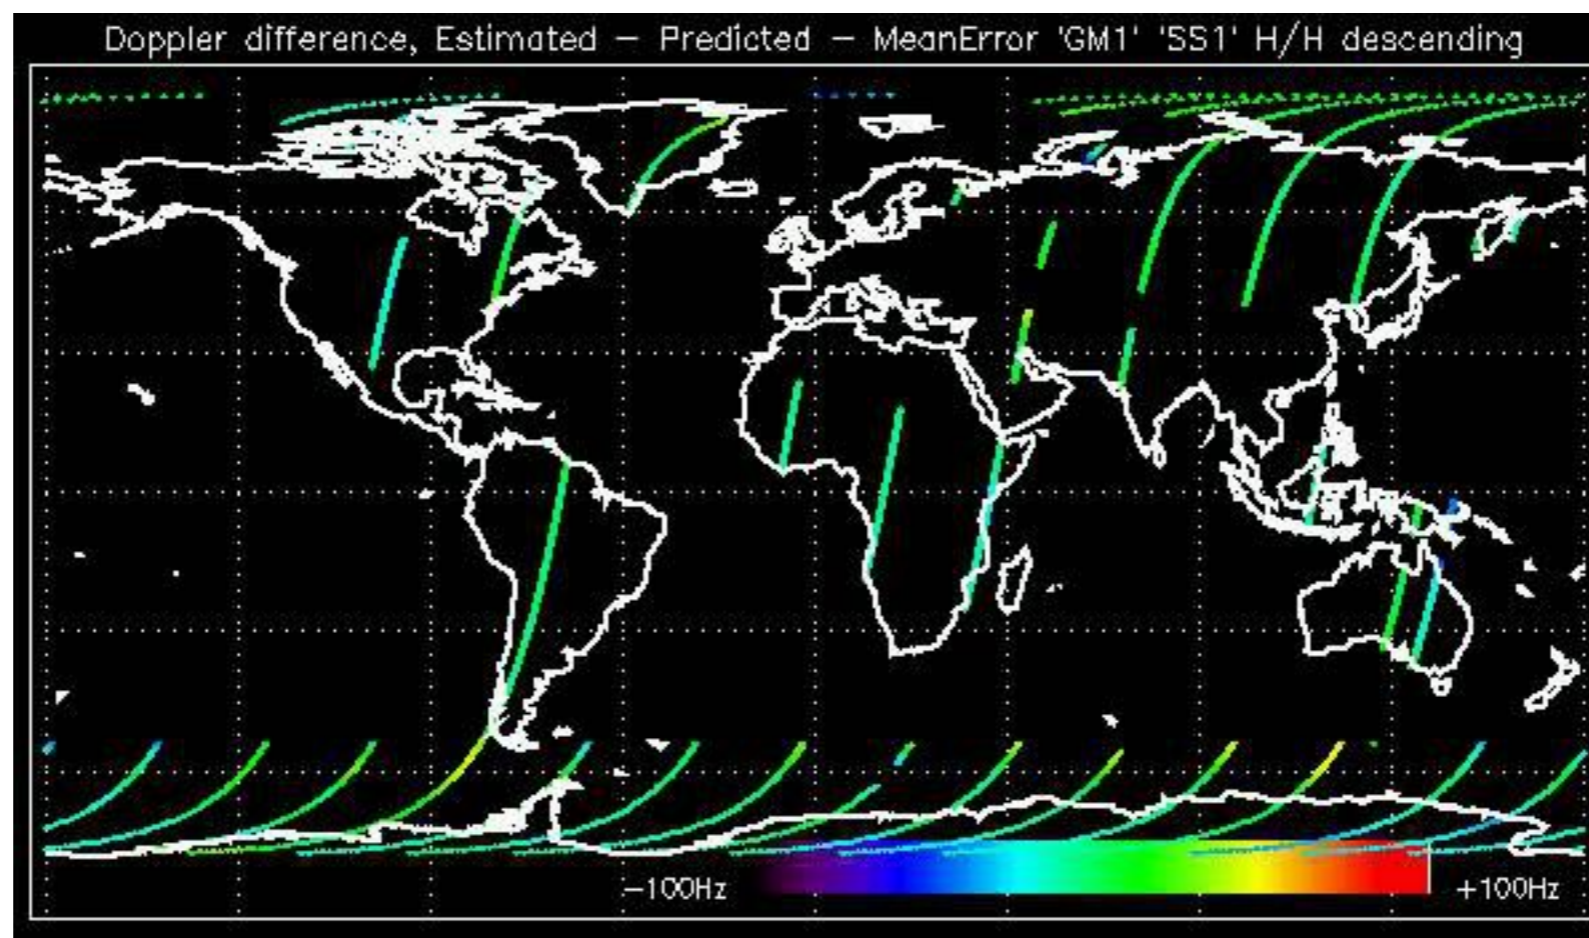 Doppler difference, Estimated – Predicted – MeanError 'GM1' 'SS1' H/H descending
-100Hz
+100Hz